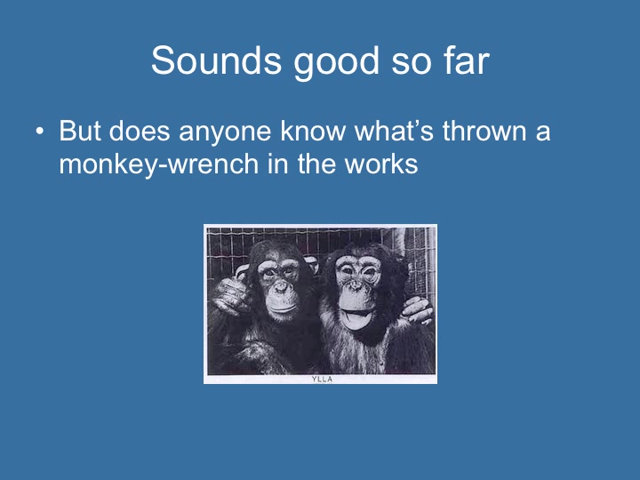 Sounds good so far
• But does anyone know what’s thrown a
monkey-wrench in the works
YLLA